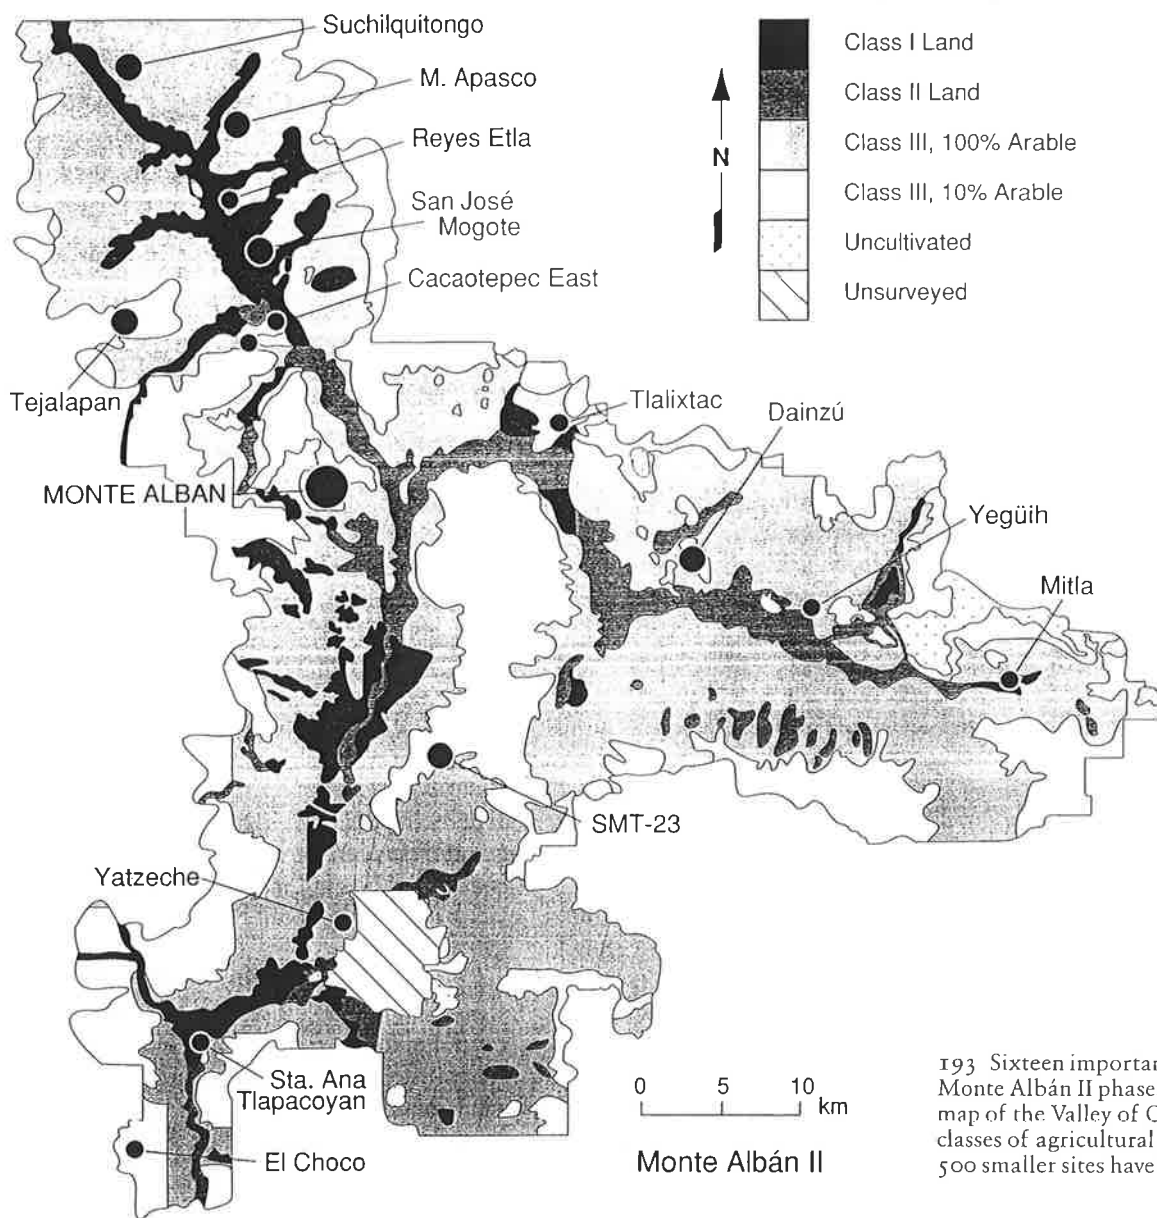 Suchilquitongo
M. Apasco
Reyes Etla
San José
Mogote
Cacaotepec East
Tejalapan
MONTE ALBAN
Tlalixtac
Dainzú
Yegüih
Mitla
SMT-23
Yatzeche
Sta. Ana
Tlapacoyan
El Choco
N
Class I Land
Class II Land
Class III, 100% Arable
Class III, 10% Arable
Uncultivated
Unsurveyed
0 5 10
km
Monte Albán II
193 Sixteen importan
Monte Albán II phase
map of the Valley of O
classes of agricultural
500 smaller sites have